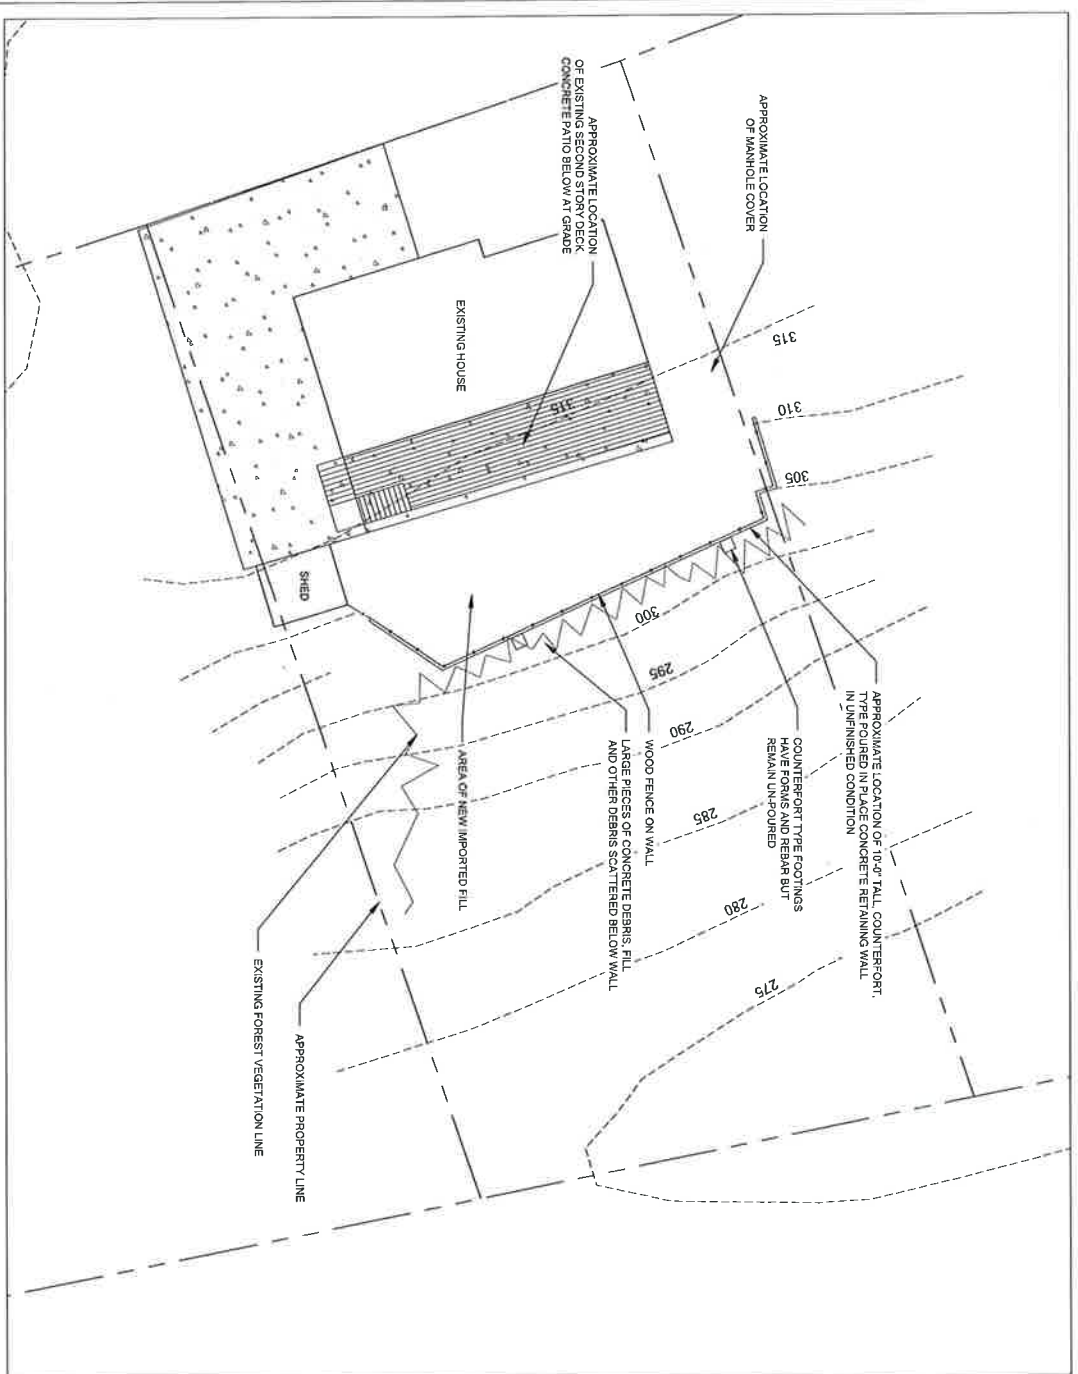 APPROXIMATE LOCATION
OF MANHOLE COVER
APPROXIMATE LOCATION
OF EXISTING SECOND STORY DECK.
CONCRETE PATIO BELOW AT GRADE
EXISTING HOUSE
SHED
315
315
310
305
300
295
290
285
280
275
APPROXIMATE LOCATION OF 10'-0" TALL, COUNTERFORT,
TYPE POURED IN PLACE CONCRETE RETAINING WALL
IN UNFINISHED CONDITION
COUNTERFORT TYPE FOOTINGS
HAVE FORMS AND REBAR BUT
REMAIN UN-POURED
WOOD FENCE ON WALL
LARGE PIECES OF CONCRETE DEBRIS, FILL
AND OTHER DEBRIS SCATTERED BELOW WALL
AREA OF NEW IMPORTED FILL
EXISTING FOREST VEGETATION LINE
APPROXIMATE PROPERTY LINE